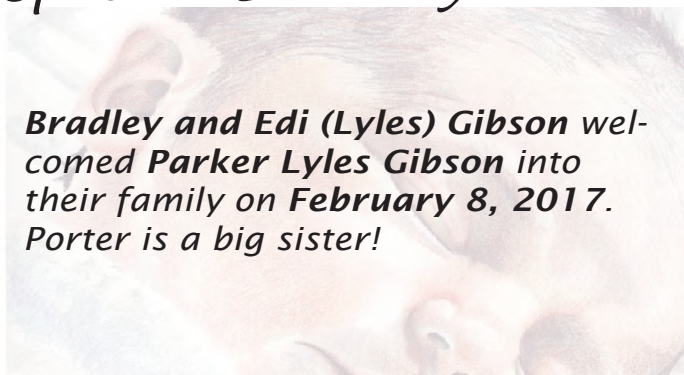 Bradley and Edi (Lyles) Gibson wel-
comed Parker Lyles Gibson into
their family on February 8, 2017.
Porter is a big sister!